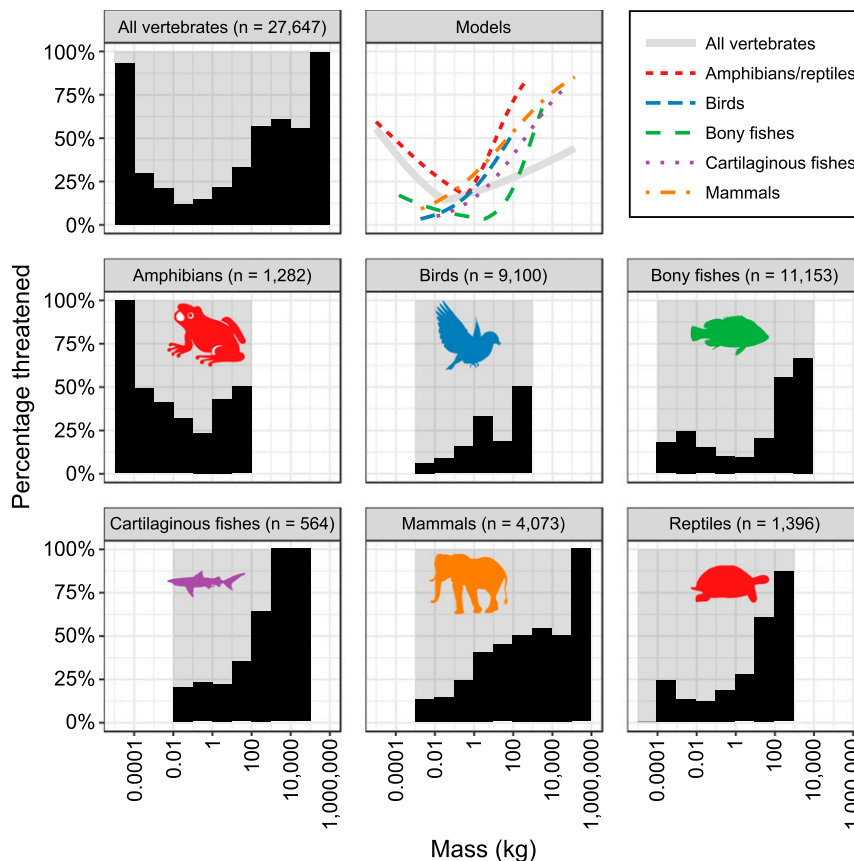 All vertebrates (n = 27,647)
Models
All vertebrates
Amphibians/reptiles
Birds
Bony fishes
Cartilaginous fishes
Mammals
100%
75%
50%
25%
0%
Percentage threatened
Amphibians (n = 1,282)
Birds (n = 9,100)
Bony fishes (n = 11,153)
100%
75%
50%
25%
0%
Cartilaginous fishes (n = 564)
Mammals (n = 4,073)
Reptiles (n = 1,396)
100%
75%
50%
25%
0%
0.0001
0.01
1
100
10,000
1,000,000
0.0001
0.01
1
100
10,000
1,000,000
0.0001
0.01
1
100
10,000
1,000,000
Mass (kg)